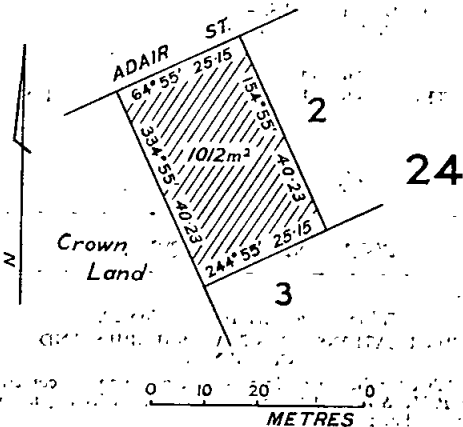 ADAIR ST.
64°55' 25·15
154°55' 40·23
334°55' 40·23
1012m²
244°55' 25·15
2
24
3
Crown
Land
N
0 10 20 0
METRES